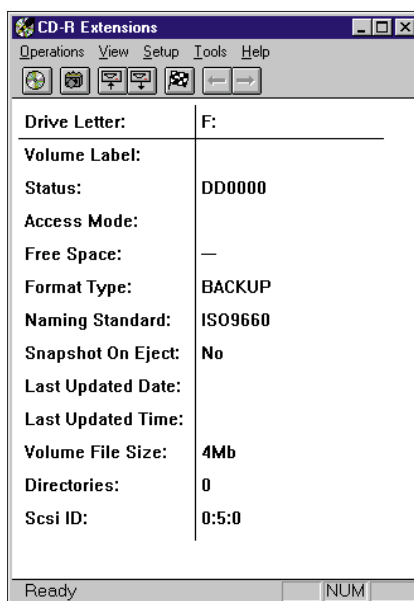 CD-R Extensions
Operations View Setup Tools Help
Drive Letter: F:
Volume Label:
Status: DD0000
Access Mode:
Free Space: —
Format Type: BACKUP
Naming Standard: ISO9660
Snapshot On Eject: No
Last Updated Date:
Last Updated Time:
Volume File Size: 4Mb
Directories: 0
Scsi ID: 0:5:0
Ready NUM